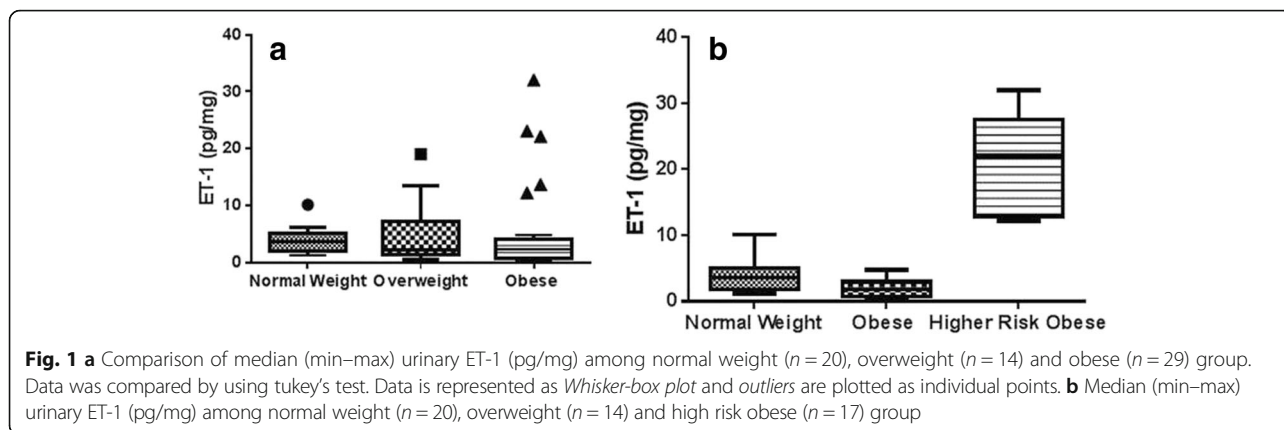 a
40
30
20
10
0
ET-1 (pg/mg)
Normal Weight Overweight Obese
b
40
30
20
10
0
ET-1 (pg/mg)
Normal Weight Obese Higher Risk Obese
Fig. 1 a Comparison of median (min–max) urinary ET-1 (pg/mg) among normal weight (n = 20), overweight (n = 14) and obese (n = 29) group.
Data was compared by using tukey's test. Data is represented as Whisker-box plot and outliers are plotted as individual points. b Median (min–max)
urinary ET-1 (pg/mg) among normal weight (n = 20), overweight (n = 14) and high risk obese (n = 17) group